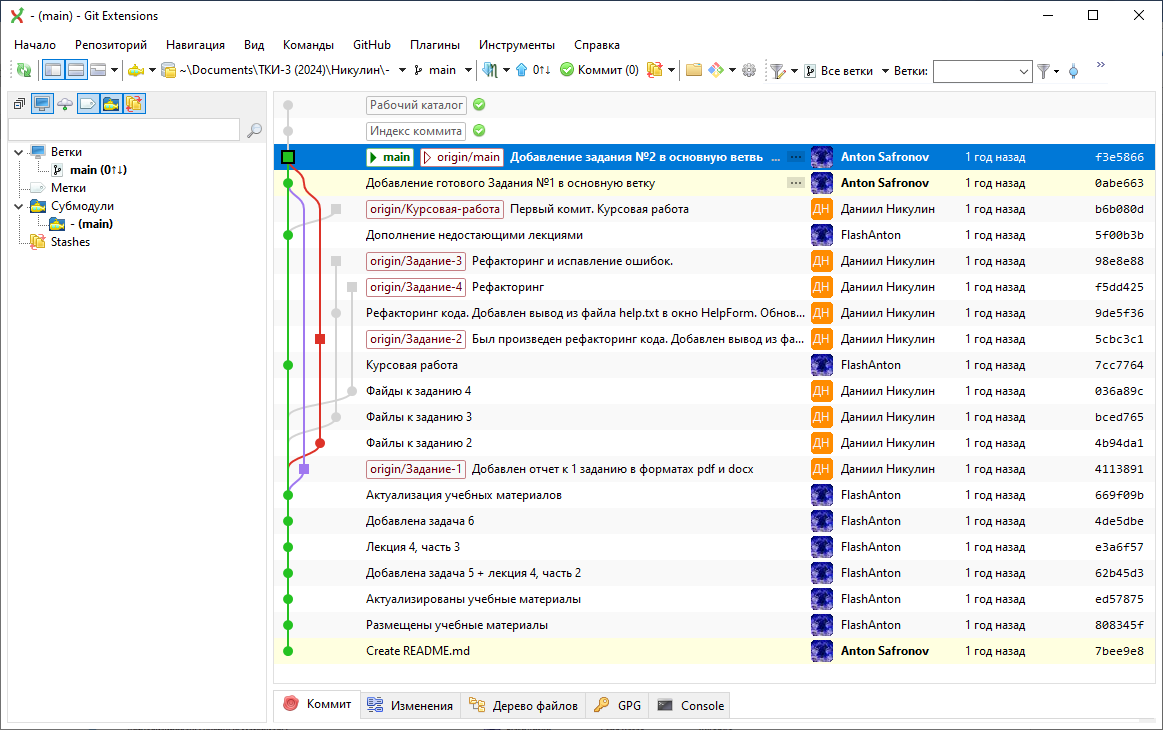 - (main) - Git Extensions
Начало Репозиторий Навигация Вид Команды GitHub Плагины Инструменты Справка
~\Documents\ТКИ-3 (2024)\Никулин\- main 0↑↓ Коммит (0) Все ветки Ветки: »
Рабочий каталог
Индекс коммита
Ветки
main (0↑↓)
Метки
Субмодули
- (main)
Stashes
main origin/main Добавление задания №2 в основную ветвь ... Anton Safronov 1 год назад f3e5866
Добавление готового Задания №1 в основную ветку Anton Safronov 1 год назад 0abe663
origin/Курсовая-работа Первый комит. Курсовая работа ДН Даниил Никулин 1 год назад b6b080d
Дополнение недостающими лекциями FlashAnton 1 год назад 5f00b3b
origin/Задание-3 Рефакторинг и испавление ошибок. ДН Даниил Никулин 1 год назад 98e8e88
origin/Задание-4 Рефакторинг ДН Даниил Никулин 1 год назад f5dd425
Рефакторинг кода. Добавлен вывод из файла help.txt в окно HelpForm. Обнов... ДН Даниил Никулин 1 год назад 9de5f36
origin/Задание-2 Был произведен рефакторинг кода. Добавлен вывод из фа... ДН Даниил Никулин 1 год назад 5cbc3c1
Курсовая работа FlashAnton 1 год назад 7cc7764
Файды к заданию 4 ДН Даниил Никулин 1 год назад 036a89c
Файлы к заданию 3 ДН Даниил Никулин 1 год назад bced765
Файлы к заданию 2 ДН Даниил Никулин 1 год назад 4b94da1
origin/Задание-1 Добавлен отчет к 1 заданию в форматах pdf и docx ДН Даниил Никулин 1 год назад 4113891
Актуализация учебных материалов FlashAnton 1 год назад 669f09b
Добавлена задача 6 FlashAnton 1 год назад 4de5dbe
Лекция 4, часть 3 FlashAnton 1 год назад e3a6f57
Добавлена задача 5 + лекция 4, часть 2 FlashAnton 1 год назад 62b45d3
Актуализированы учебные материалы FlashAnton 1 год назад ed57875
Размещены учебные материалы FlashAnton 1 год назад 808345f
Create README.md Anton Safronov 1 год назад 7bee9e8
Коммит Изменения Дерево файлов GPG Console